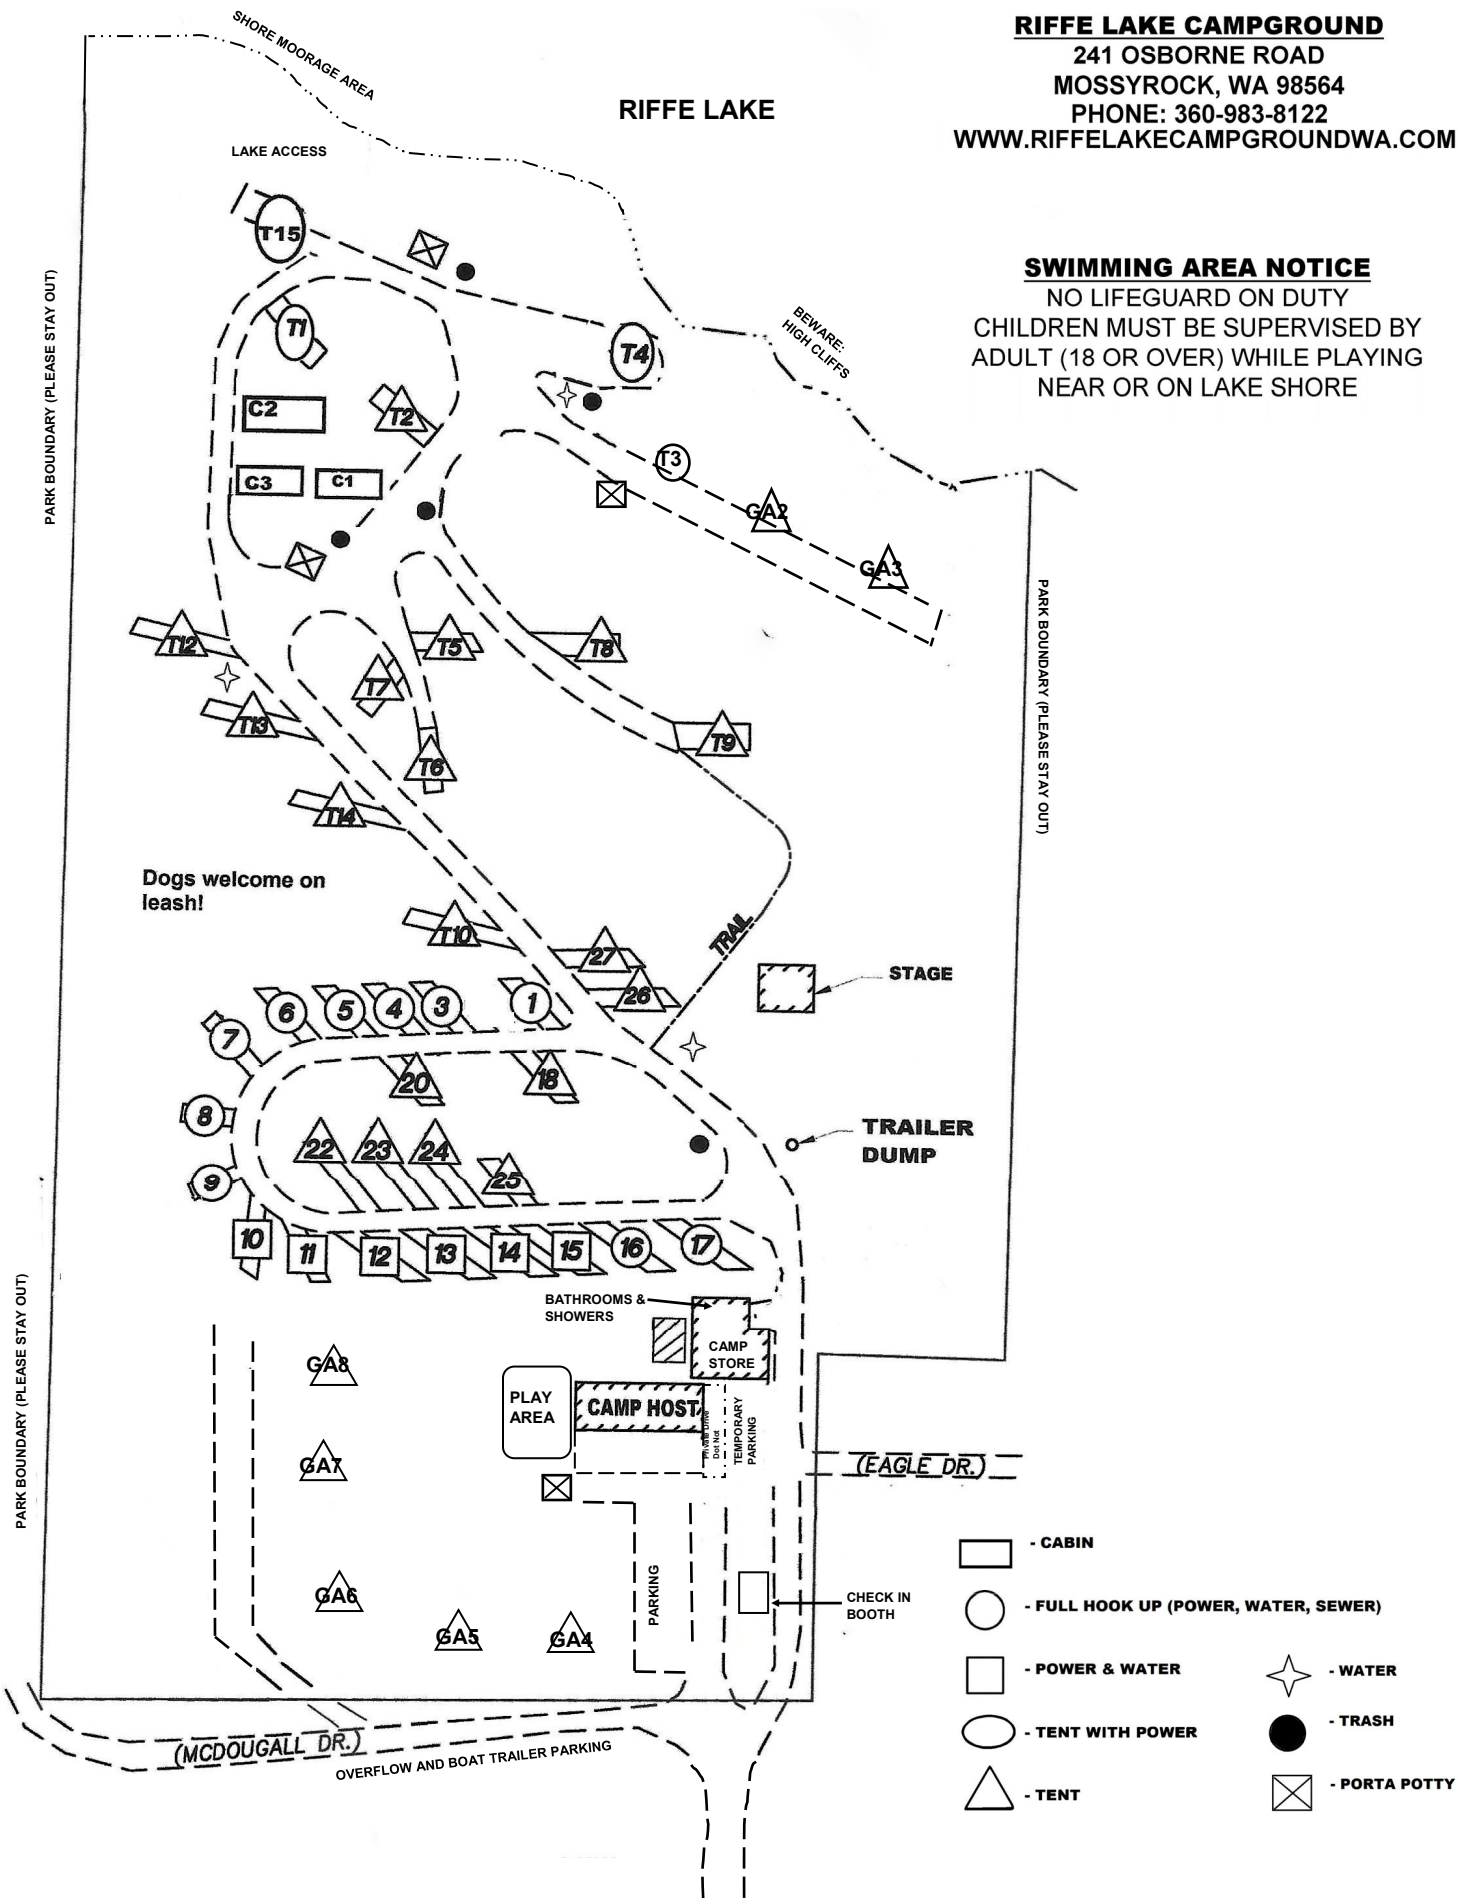 RIFFE LAKE CAMPGROUND
241 OSBORNE ROAD
MOSSYROCK, WA 98564
PHONE: 360-983-8122
WWW.RIFFELAKECAMPGROUNDWA.COM
SHORE MOORAGE AREA
RIFFE LAKE
LAKE ACCESS
SWIMMING AREA NOTICE
NO LIFEGUARD ON DUTY
CHILDREN MUST BE SUPERVISED BY
ADULT (18 OR OVER) WHILE PLAYING
NEAR OR ON LAKE SHORE
BEWARE:
HIGH CLIFFS
PARK BOUNDARY (PLEASE STAY OUT)
T15
T1
T4
C2
T2
C3
C1
T3
GA2
GA3
PARK BOUNDARY (PLEASE STAY OUT)
T12
T5
T8
T7
T13
T9
T6
T14
Dogs welcome on
leash!
T10
27
26
TRAIL
STAGE
6
5
4
3
1
7
20
18
8
TRAILER
DUMP
22
23
24
25
9
10
11
12
13
14
15
16
17
PARK BOUNDARY (PLEASE STAY OUT)
BATHROOMS &
SHOWERS
CAMP
STORE
GA8
PLAY
AREA
CAMP HOST
Private Drive
Dot Not
TEMPORARY
PARKING
GA7
(EAGLE DR.)
GA6
GA5
GA4
PARKING
CHECK IN
BOOTH
(MCDOUGALL DR.)
OVERFLOW AND BOAT TRAILER PARKING
- CABIN
- FULL HOOK UP (POWER, WATER, SEWER)
- POWER & WATER
- WATER
- TENT WITH POWER
- TRASH
- TENT
- PORTA POTTY